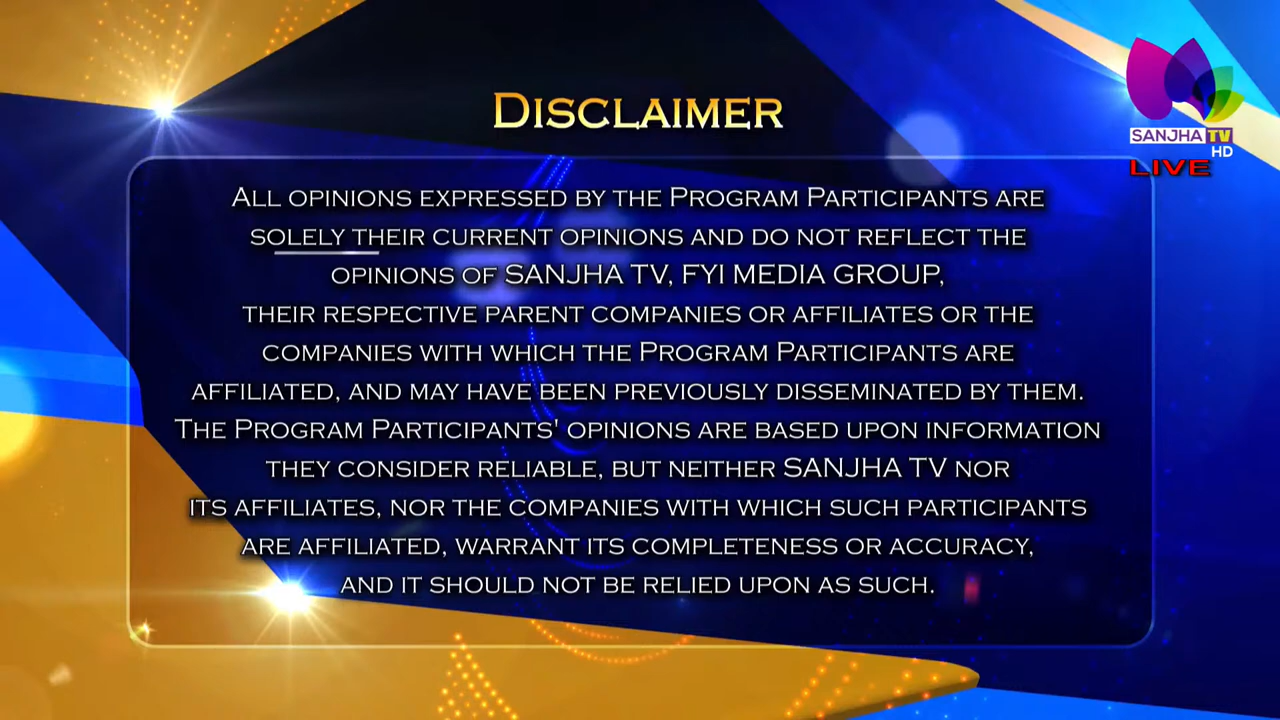 DISCLAIMER
SANJHA TV
HD
LIVE
ALL OPINIONS EXPRESSED BY THE PROGRAM PARTICIPANTS ARE
SOLELY THEIR CURRENT OPINIONS AND DO NOT REFLECT THE
OPINIONS OF SANJHA TV, FYI MEDIA GROUP,
THEIR RESPECTIVE PARENT COMPANIES OR AFFILIATES OR THE
COMPANIES WITH WHICH THE PROGRAM PARTICIPANTS ARE
AFFILIATED, AND MAY HAVE BEEN PREVIOUSLY DISSEMINATED BY THEM.
THE PROGRAM PARTICIPANTS' OPINIONS ARE BASED UPON INFORMATION
THEY CONSIDER RELIABLE, BUT NEITHER SANJHA TV NOR
ITS AFFILIATES, NOR THE COMPANIES WITH WHICH SUCH PARTICIPANTS
ARE AFFILIATED, WARRANT ITS COMPLETENESS OR ACCURACY,
AND IT SHOULD NOT BE RELIED UPON AS SUCH.